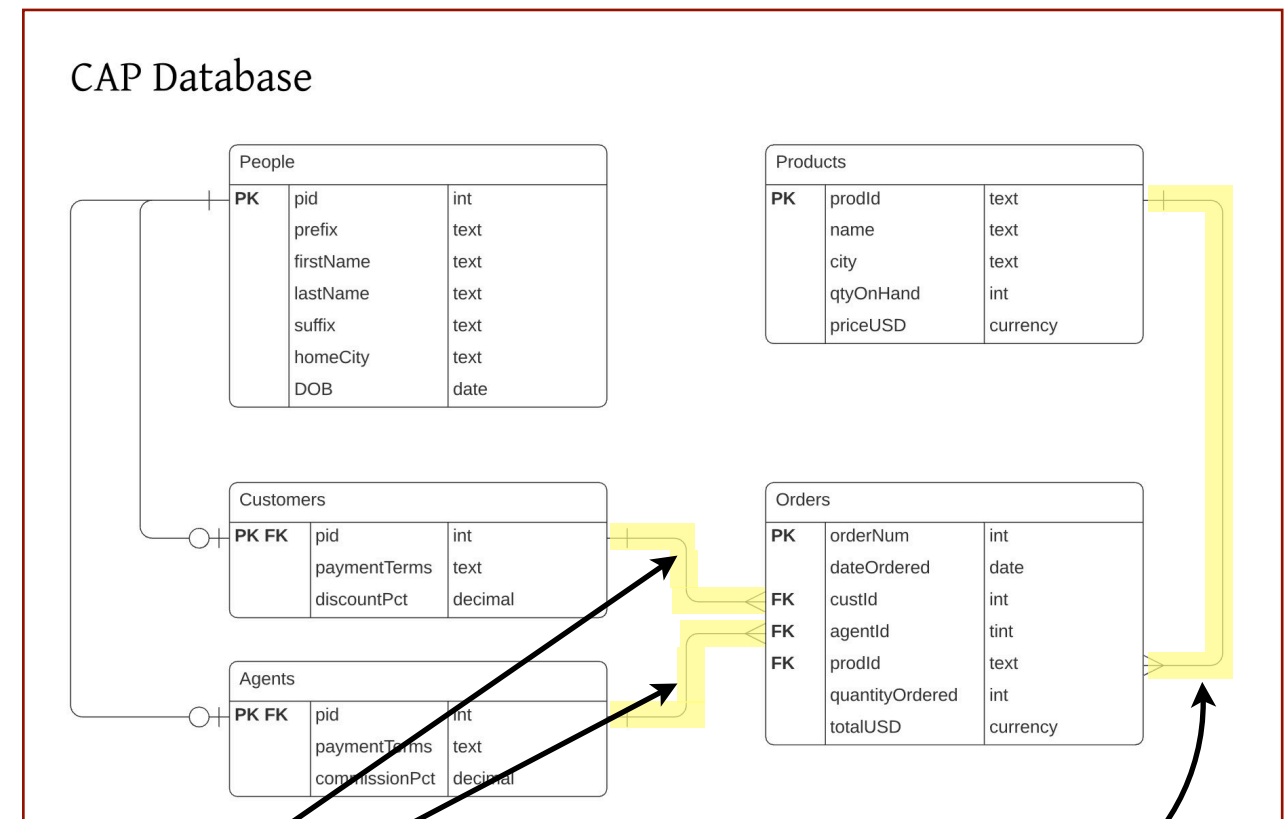 CAP Database
People
PK pid int
prefix text
firstName text
lastName text
suffix text
homeCity text
DOB date
Products
PK prodId text
name text
city text
qtyOnHand int
priceUSD currency
Customers
PK FK pid int
paymentTerms text
discountPct decimal
Agents
PK FK pid int
paymentTerms text
commissionPct decimal
Orders
PK orderNum int
dateOrdered date
FK custId int
FK agentId tint
FK prodId text
quantityOrdered int
totalUSD currency